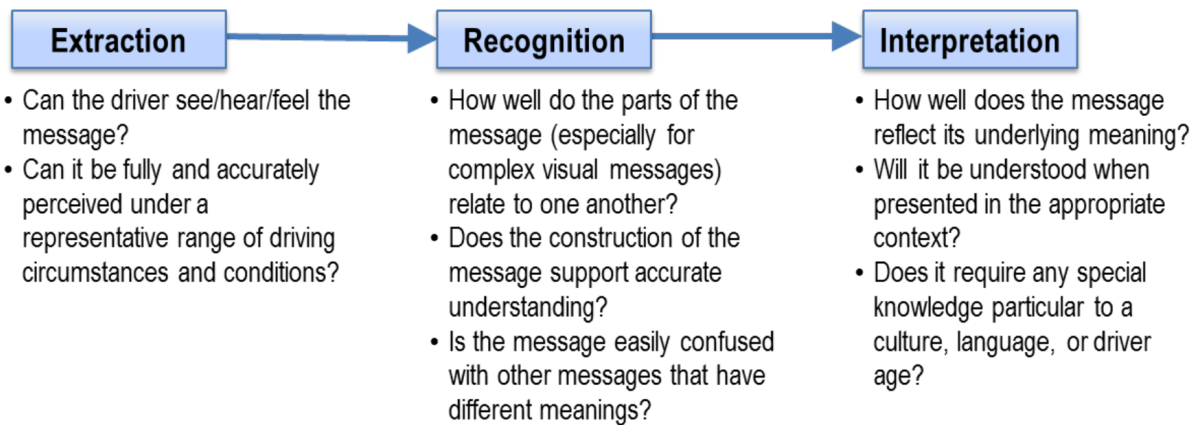 Extraction
• Can the driver see/hear/feel the
message?
• Can it be fully and accurately
perceived under a
representative range of driving
circumstances and conditions?
Recognition
• How well do the parts of the
message (especially for
complex visual messages)
relate to one another?
• Does the construction of the
message support accurate
understanding?
• Is the message easily confused
with other messages that have
different meanings?
Interpretation
• How well does the message
reflect its underlying meaning?
• Will it be understood when
presented in the appropriate
context?
• Does it require any special
knowledge particular to a
culture, language, or driver
age?